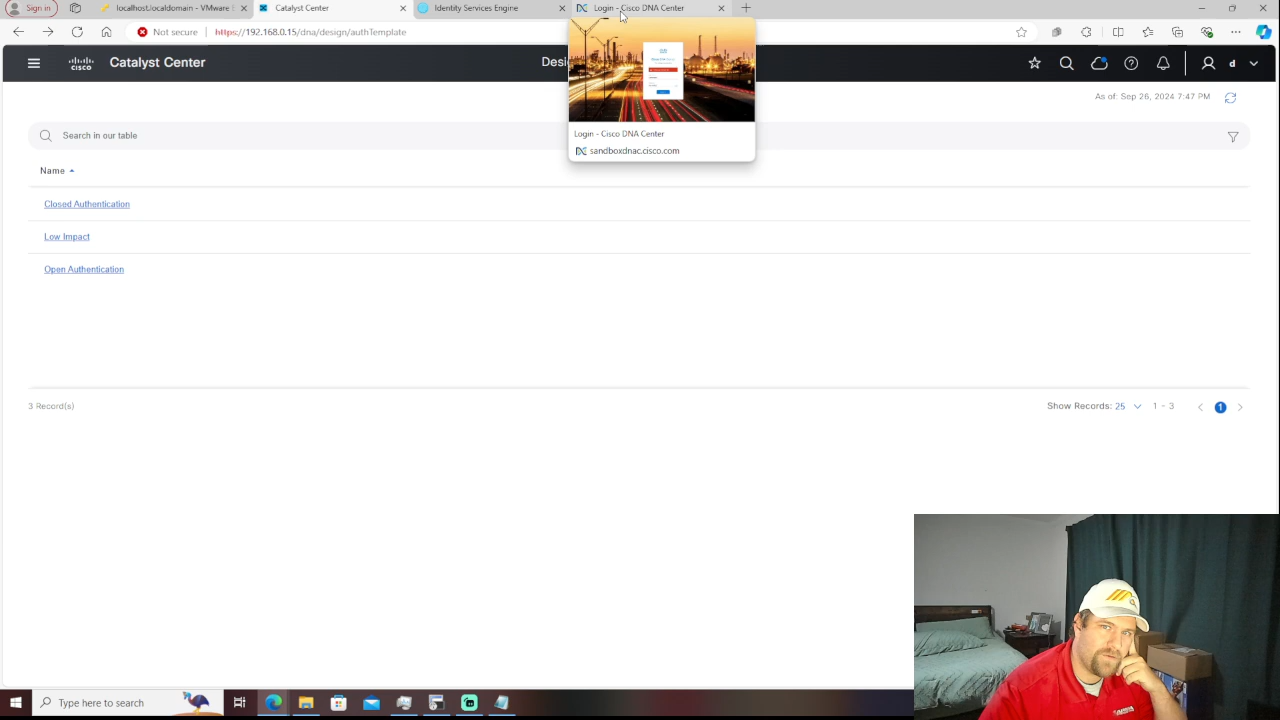 Sign in
localhost.localdomain - VMware E
Catalyst Center
Identity Services Engine
Login - Cisco DNA Center
Not secure
https://192.168.0.15/dna/design/authTemplate
cisco
Catalyst Center
Desi
d
As of: Sep 26, 2024 7:47 PM
Search in our table
Login - Cisco DNA Center
sandboxdnac.cisco.com
Name
Closed Authentication
Low Impact
Open Authentication
3 Record(s)
Show Records: 25
1 - 3
1
Type here to search